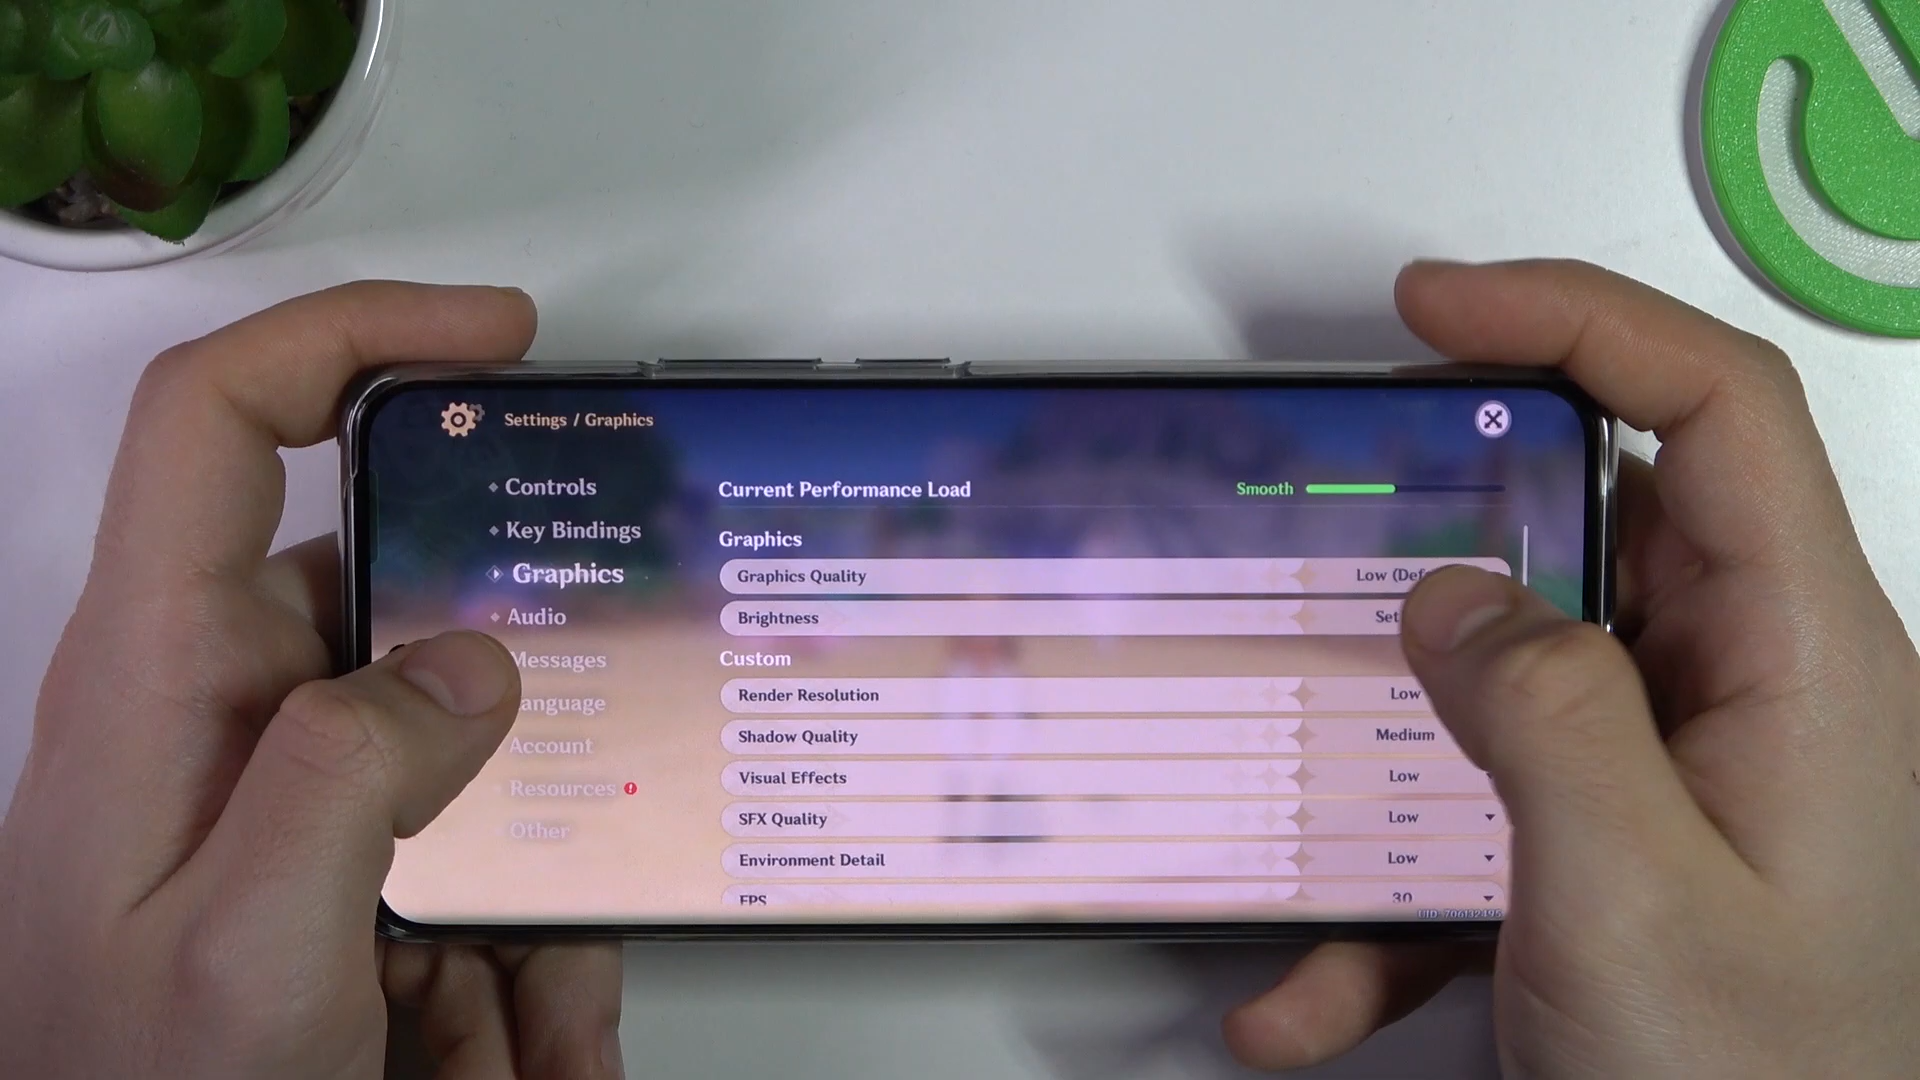 Settings / Graphics
Controls
Key Bindings
Graphics
Audio
Messages
anguage
Account
Resources
Other
Current Performance Load
Smooth
Graphics
Graphics Quality
Low (Def
Brightness
Set
Custom
Render Resolution
Low
Shadow Quality
Medium
Visual Effects
Low
SFX Quality
Low
Environment Detail
Low
FPS
30